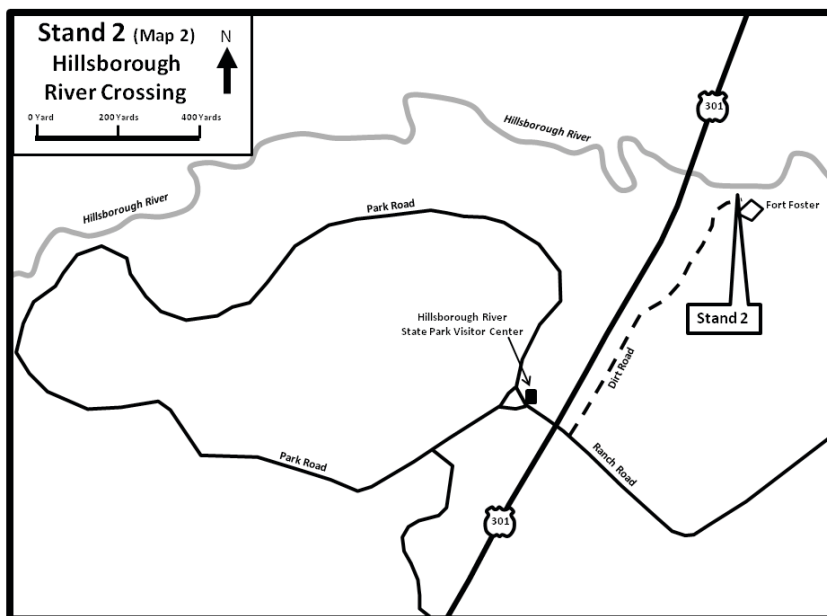 Stand 2 (Map 2)
Hillsborough
River Crossing
N
0 Yard 200 Yards 400 Yards
301
Hillsborough River
Hillsborough River
Park Road
Fort Foster
Stand 2
Hillsborough River
State Park Visitor Center
Dirt Road
Ranch Road
Park Road
301